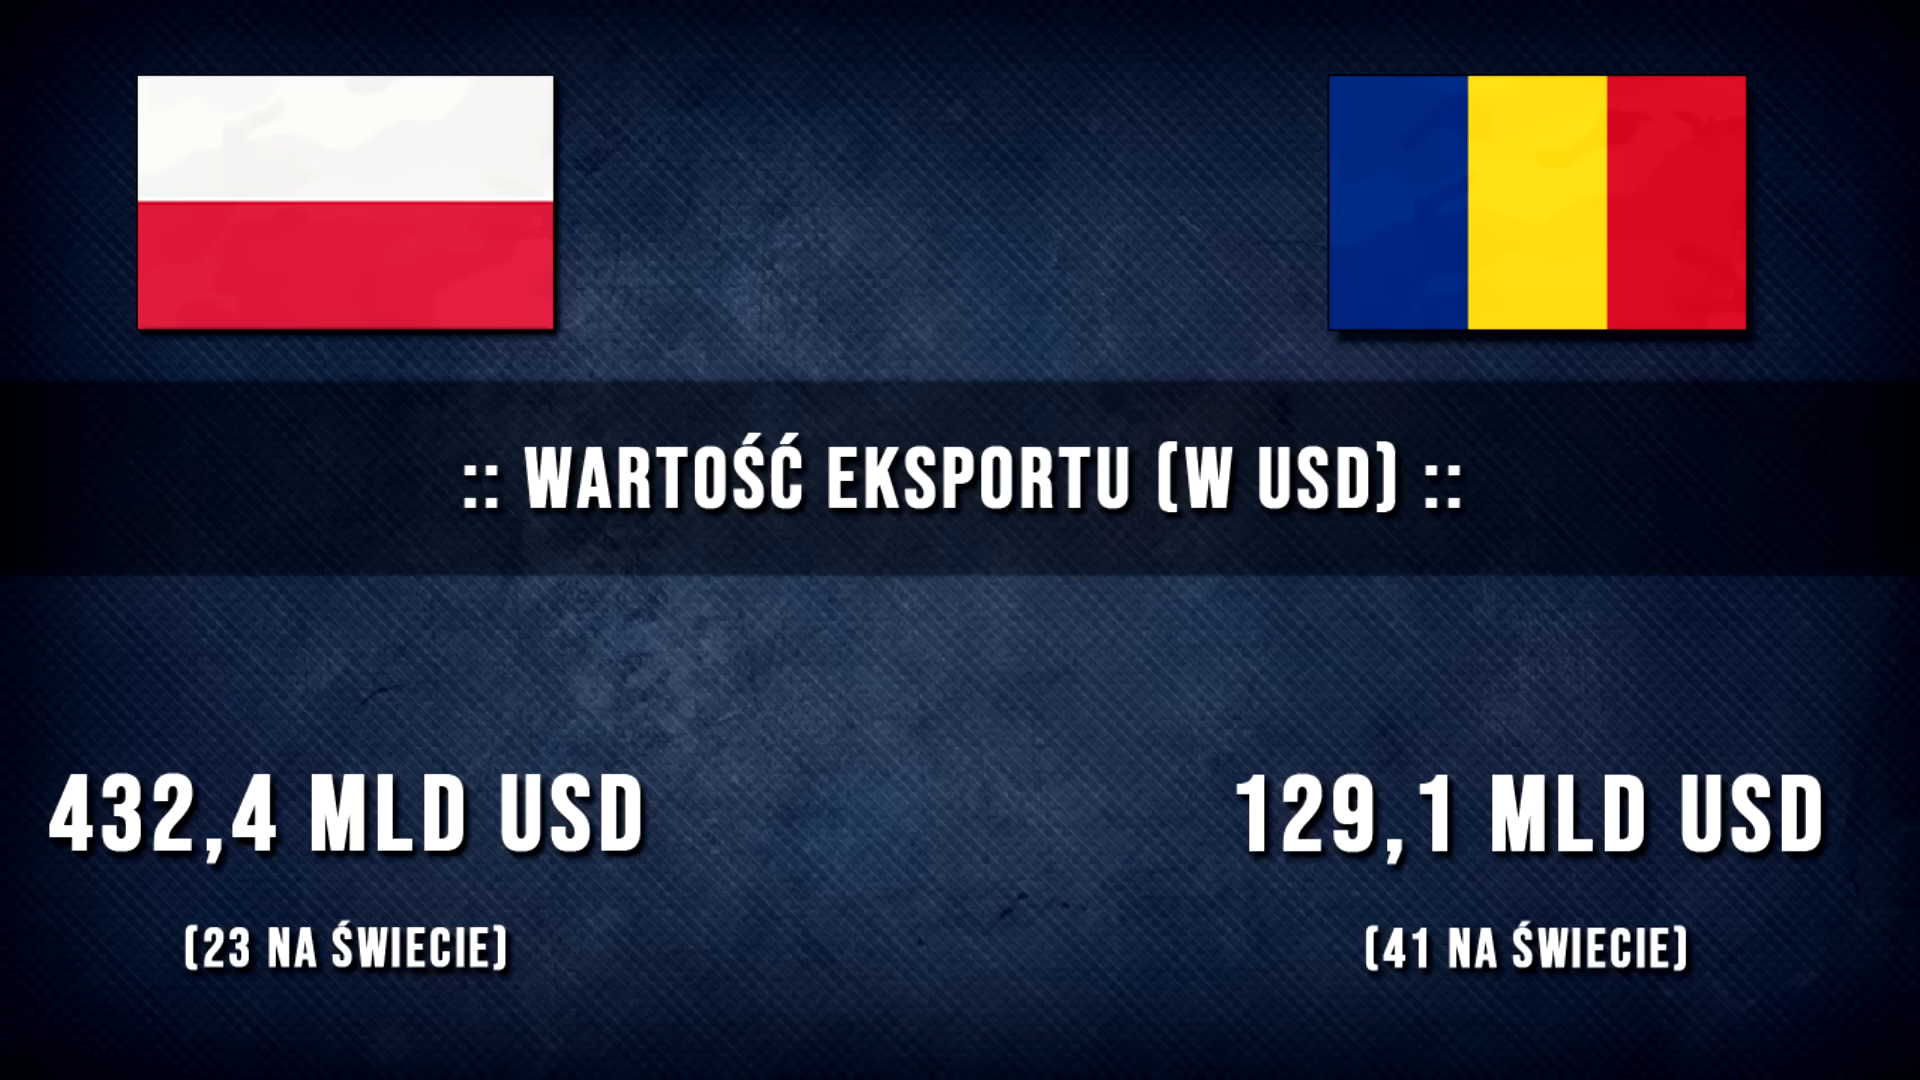 :: WARTOŚĆ EKSPORTU (W USD) ::
432,4 MLD USD
(23 NA ŚWIECIE)
129,1 MLD USD
(41 NA ŚWIECIE)